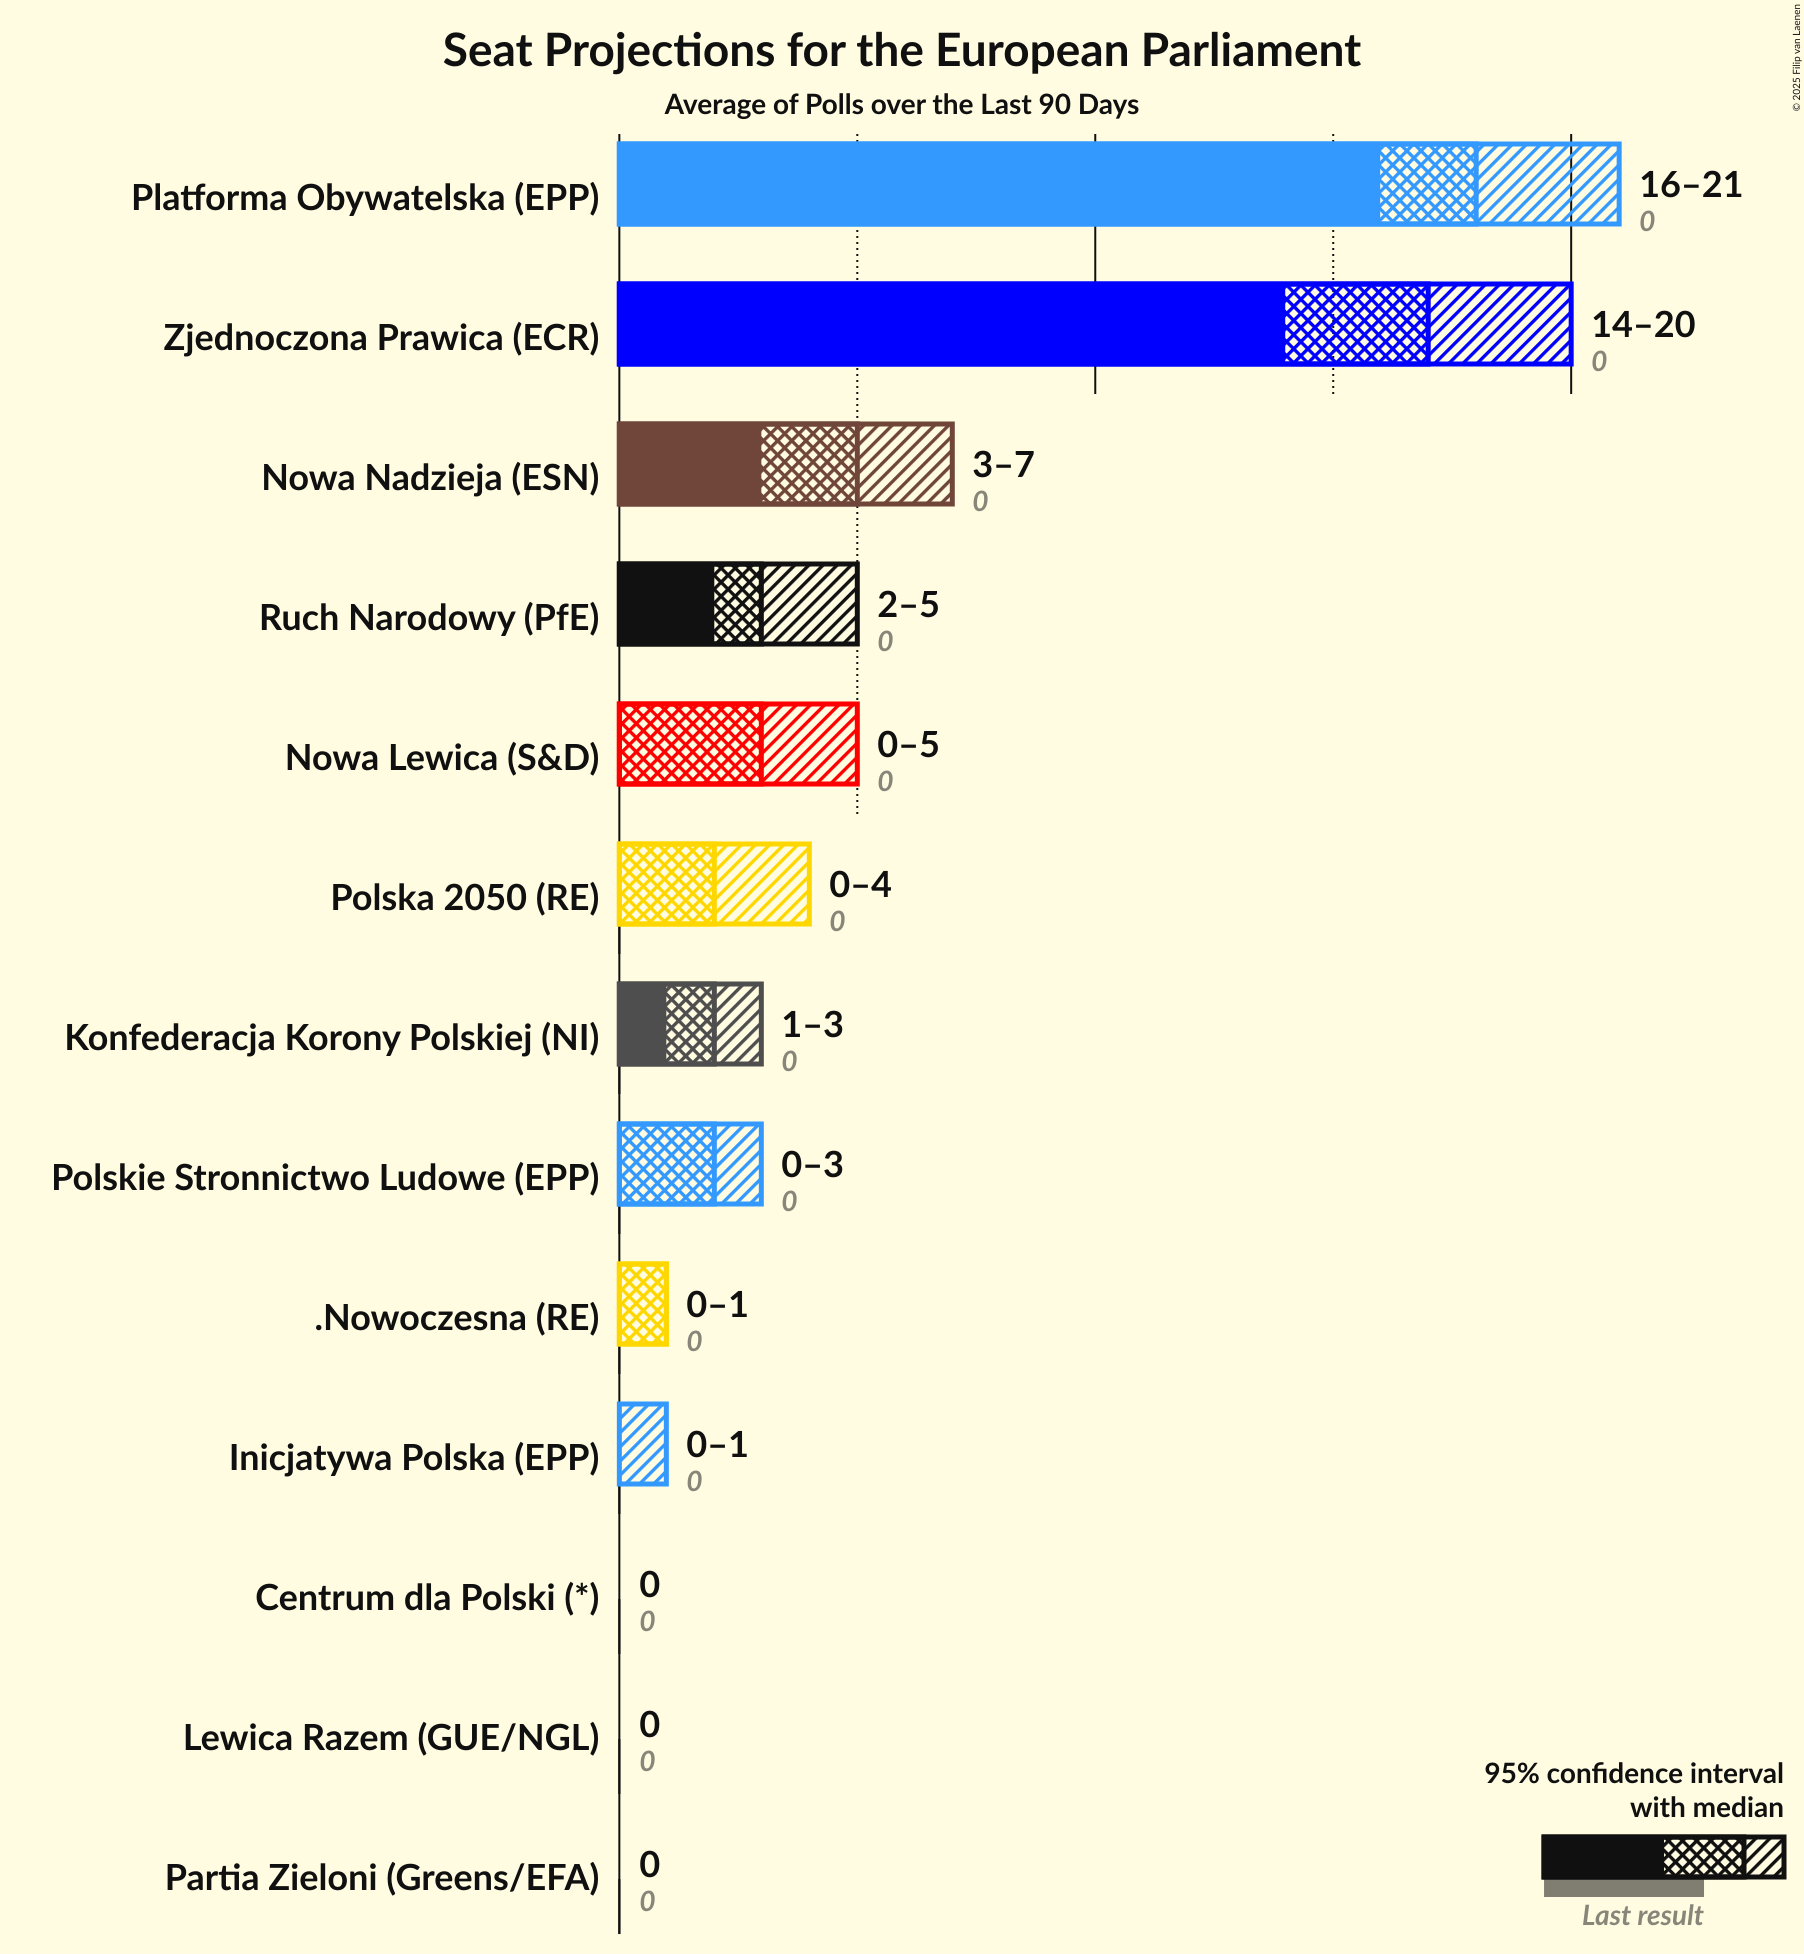 Seat Projections for the European Parliament
Average of Polls over the Last 90 Days
© 2025 Filip van Laenen
Platforma Obywatelska (EPP)
16–21
0
Zjednoczona Prawica (ECR)
14–20
0
Nowa Nadzieja (ESN)
3–7
0
Ruch Narodowy (PfE)
2–5
0
Nowa Lewica (S&D)
0–5
0
Polska 2050 (RE)
0–4
0
Konfederacja Korony Polskiej (NI)
1–3
0
Polskie Stronnictwo Ludowe (EPP)
0–3
0
.Nowoczesna (RE)
0–1
0
Inicjatywa Polska (EPP)
0–1
0
Centrum dla Polski (*)
0
0
Lewica Razem (GUE/NGL)
0
0
Partia Zieloni (Greens/EFA)
0
0
95% confidence interval
with median
Last result